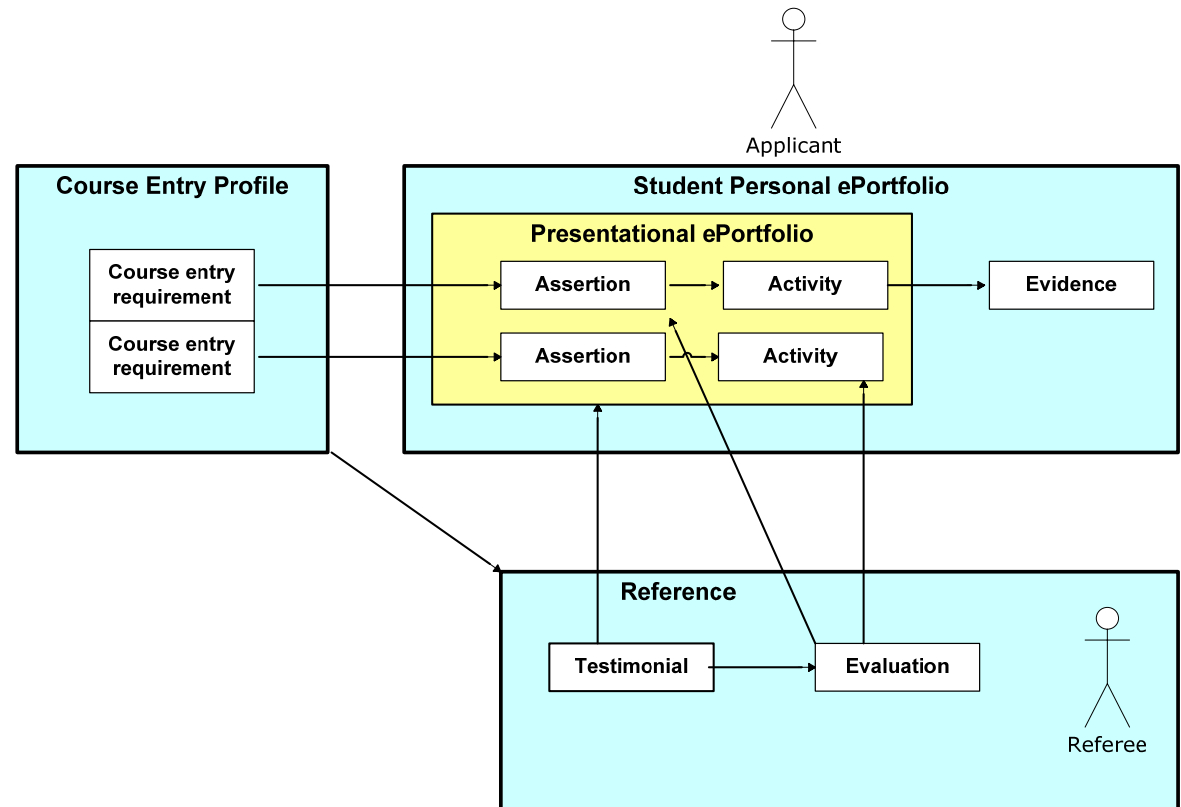 Applicant
Course Entry Profile
Student Personal ePortfolio
Presentational ePortfolio
Course entry
requirement
Assertion
Activity
Evidence
Course entry
requirement
Assertion
Activity
Reference
Testimonial
Evaluation
Referee